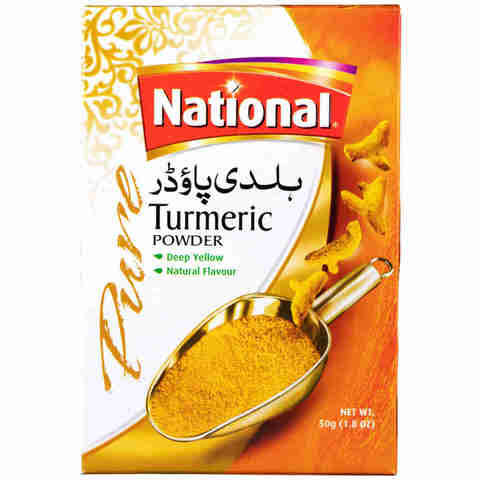 National®
ہلدی پاؤڈر
Turmeric
POWDER
Deep Yellow
Natural Flavour
Pure
NET WT.
50g (1.8 OZ)